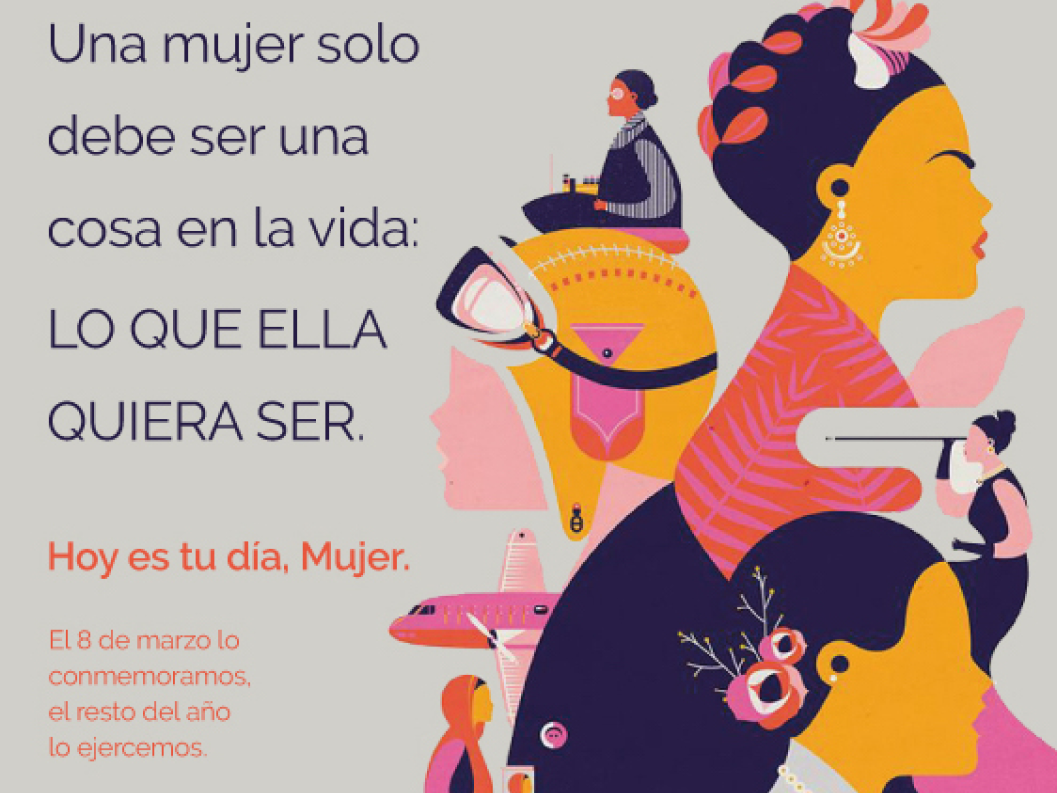 Una mujer solo
debe ser una
cosa en la vida:
LO QUE ELLA
QUIERA SER.
Hoy es tu día, Mujer.
El 8 de marzo lo
conmemoramos,
el resto del año
lo ejercemos.